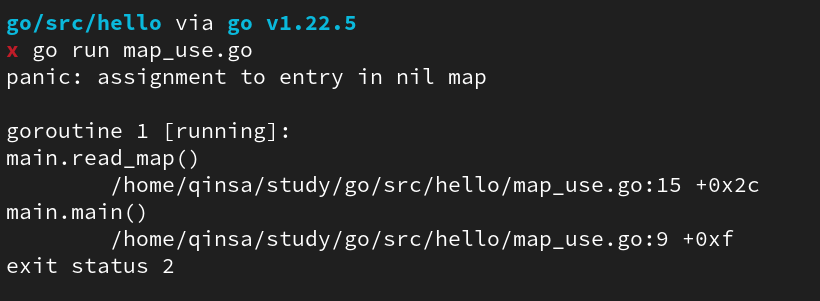 go/src/hello via go v1.22.5
x go run map_use.go
panic: assignment to entry in nil map
goroutine 1 [running]:
main.read_map()
/home/qinsa/study/go/src/hello/map_use.go:15 +0x2c
main.main()
/home/qinsa/study/go/src/hello/map_use.go:9 +0xf
exit status 2